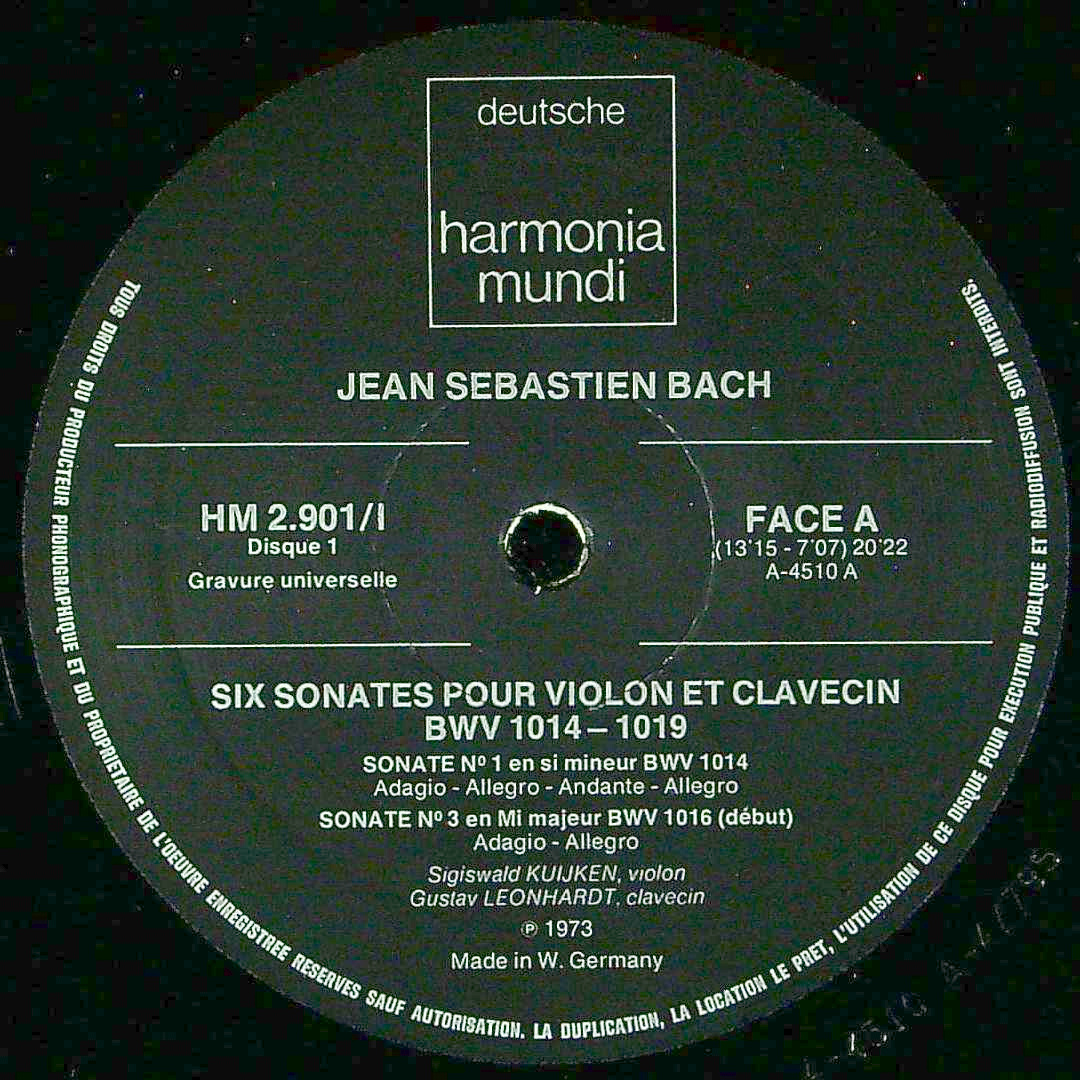 deutsche
harmonia
mundi
JEAN SEBASTIEN BACH
HM 2.901/I
Disque 1
Gravure universelle
FACE A
(13'15 - 7'07) 20'22
A-4510 A
SIX SONATES POUR VIOLON ET CLAVECIN
BWV 1014 – 1019
SONATE Nº 1 en si mineur BWV 1014
Adagio - Allegro - Andante - Allegro
SONATE Nº 3 en Mi majeur BWV 1016 (début)
Adagio - Allegro
Sigiswald KUIJKEN, violon
Gustav LEONHARDT, clavecin
℗ 1973
Made in W. Germany
TOUS DROITS DU PRODUCTEUR PHONOGRAPHIQUE ET DU PROPRIETAIRE DE L'OEUVRE ENREGISTREE RESERVES SAUF AUTORISATION. LA DUPLICATION, LA LOCATION LE PRET, L'UTILISATION DE CE DISQUE POUR EXECUTION PUBLIQUE ET RADIODIFFUSION SONT INTERDITS.